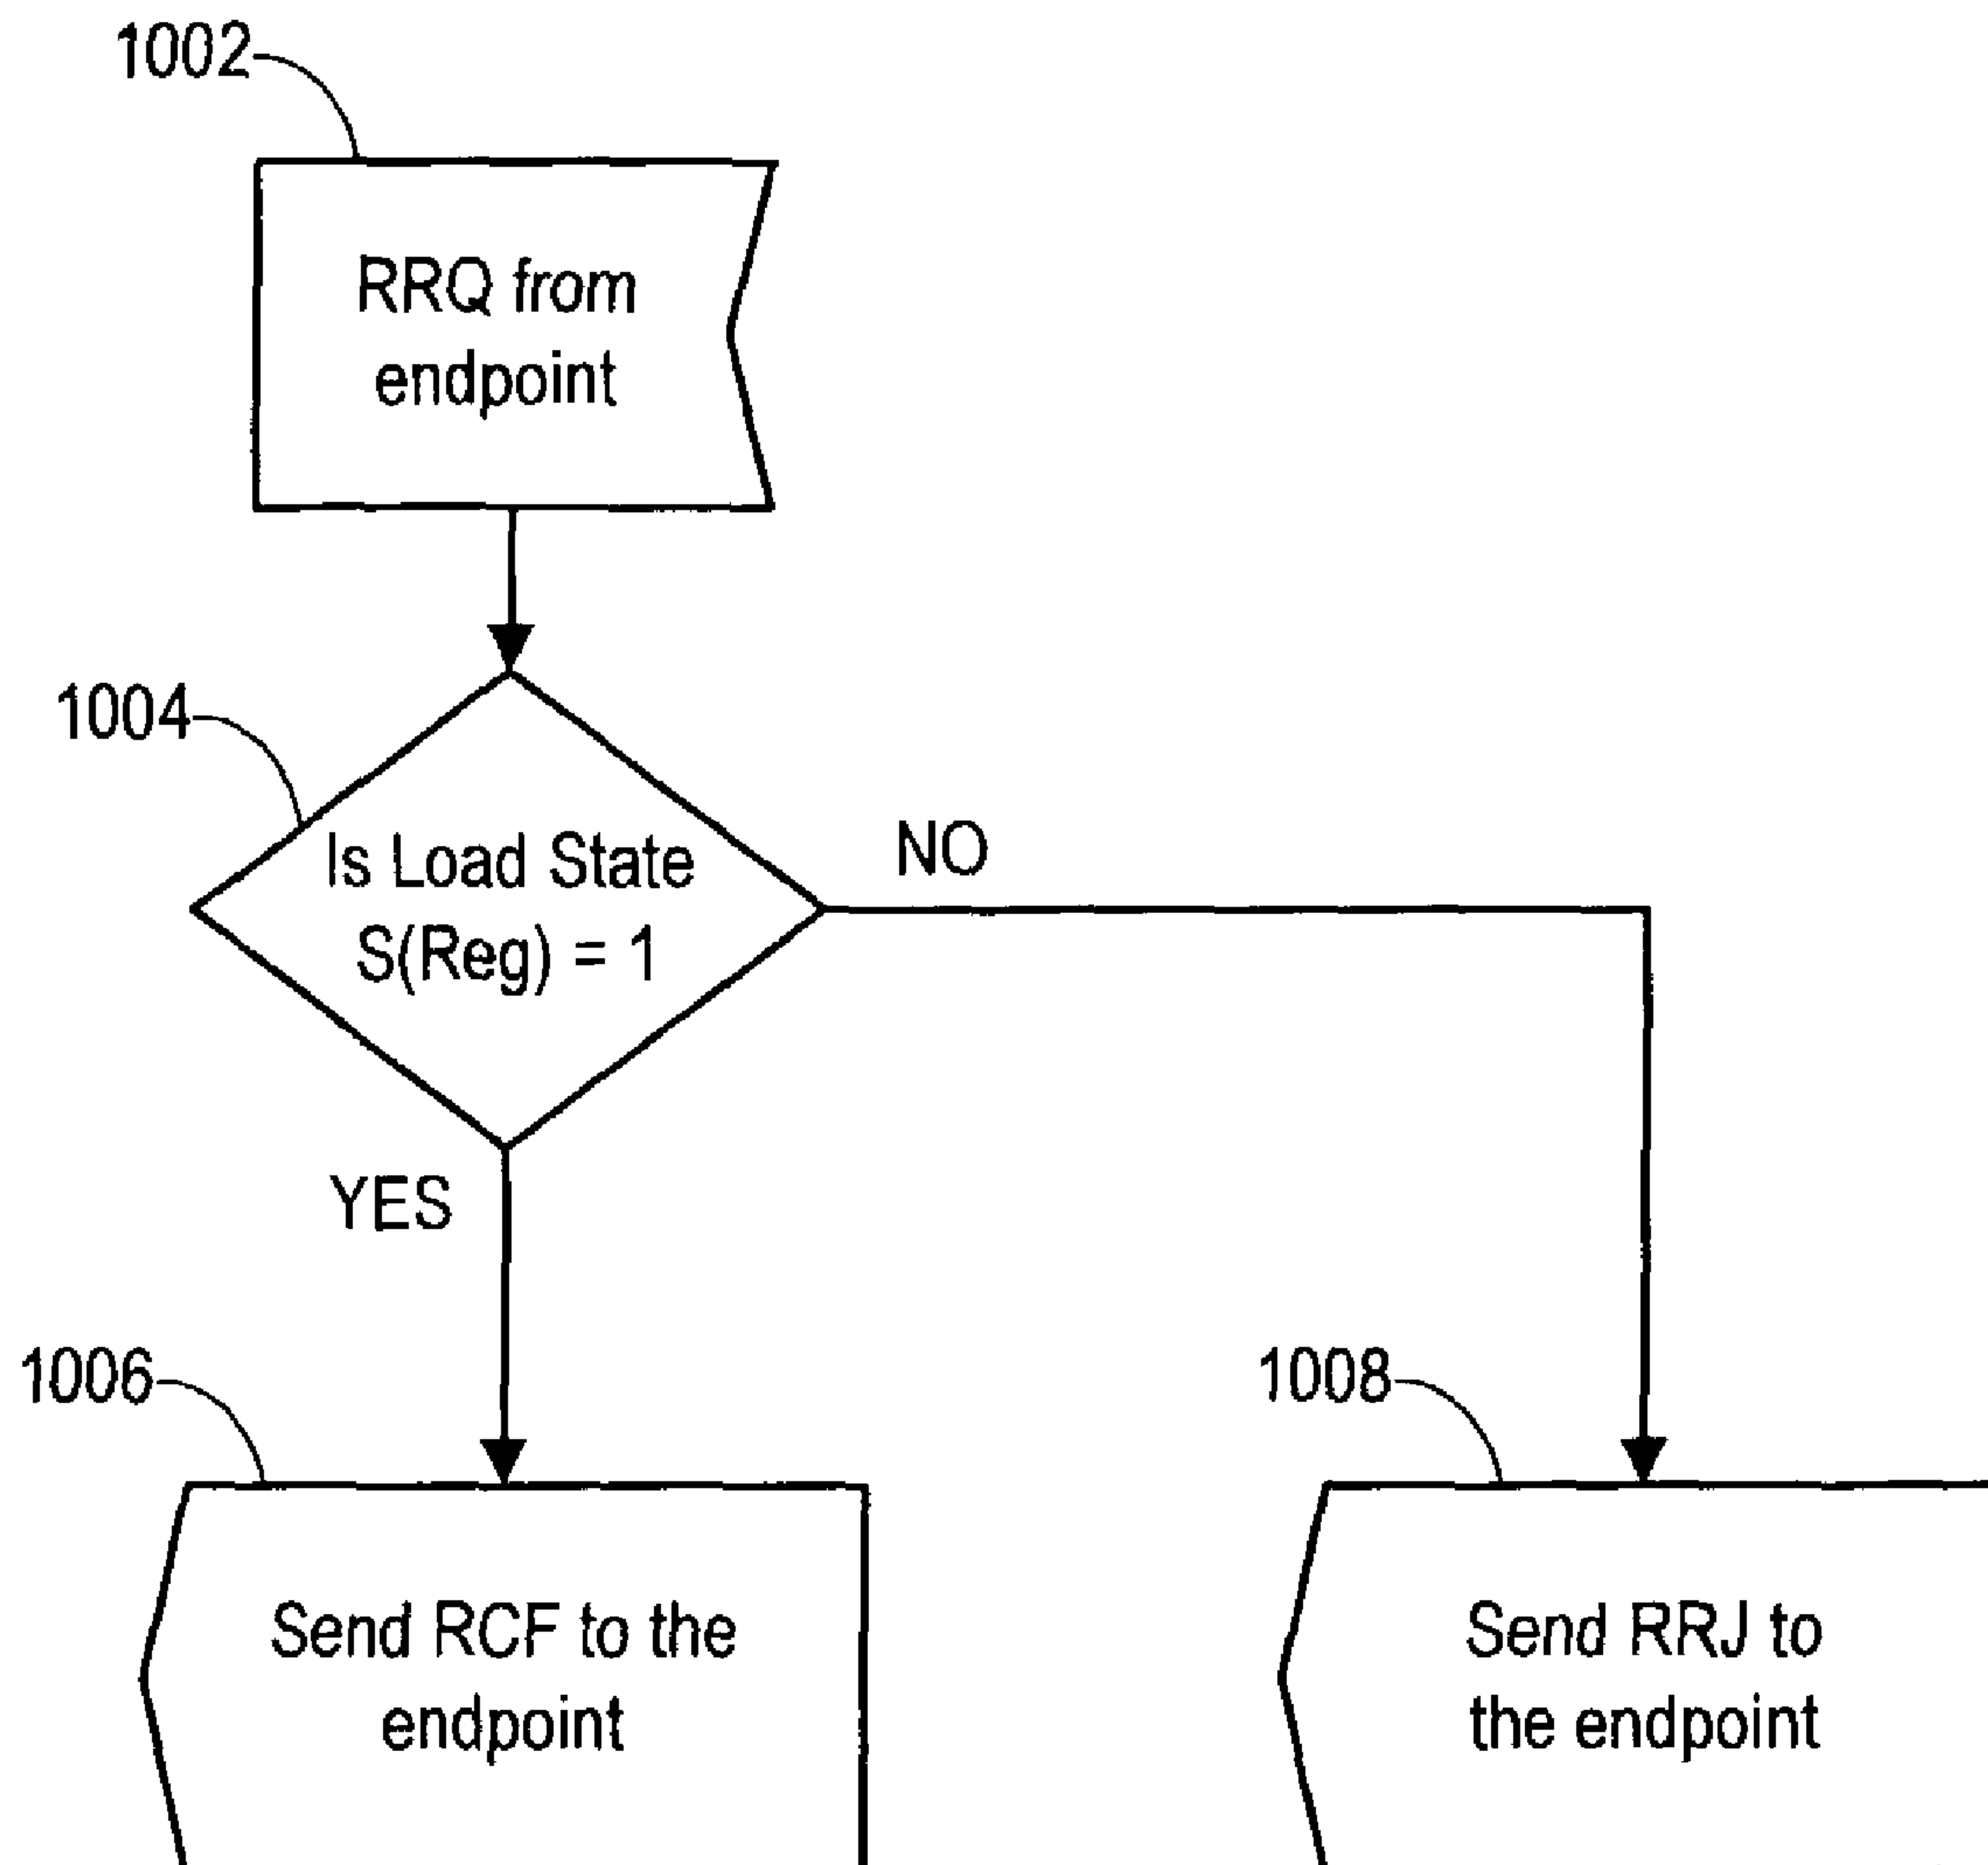 1002
RRQ from
endpoint
1004
Is Load State
S(Reg) = 1
NO
YES
1006
Send RCF to the
endpoint
1008
Send RRJ to
the endpoint